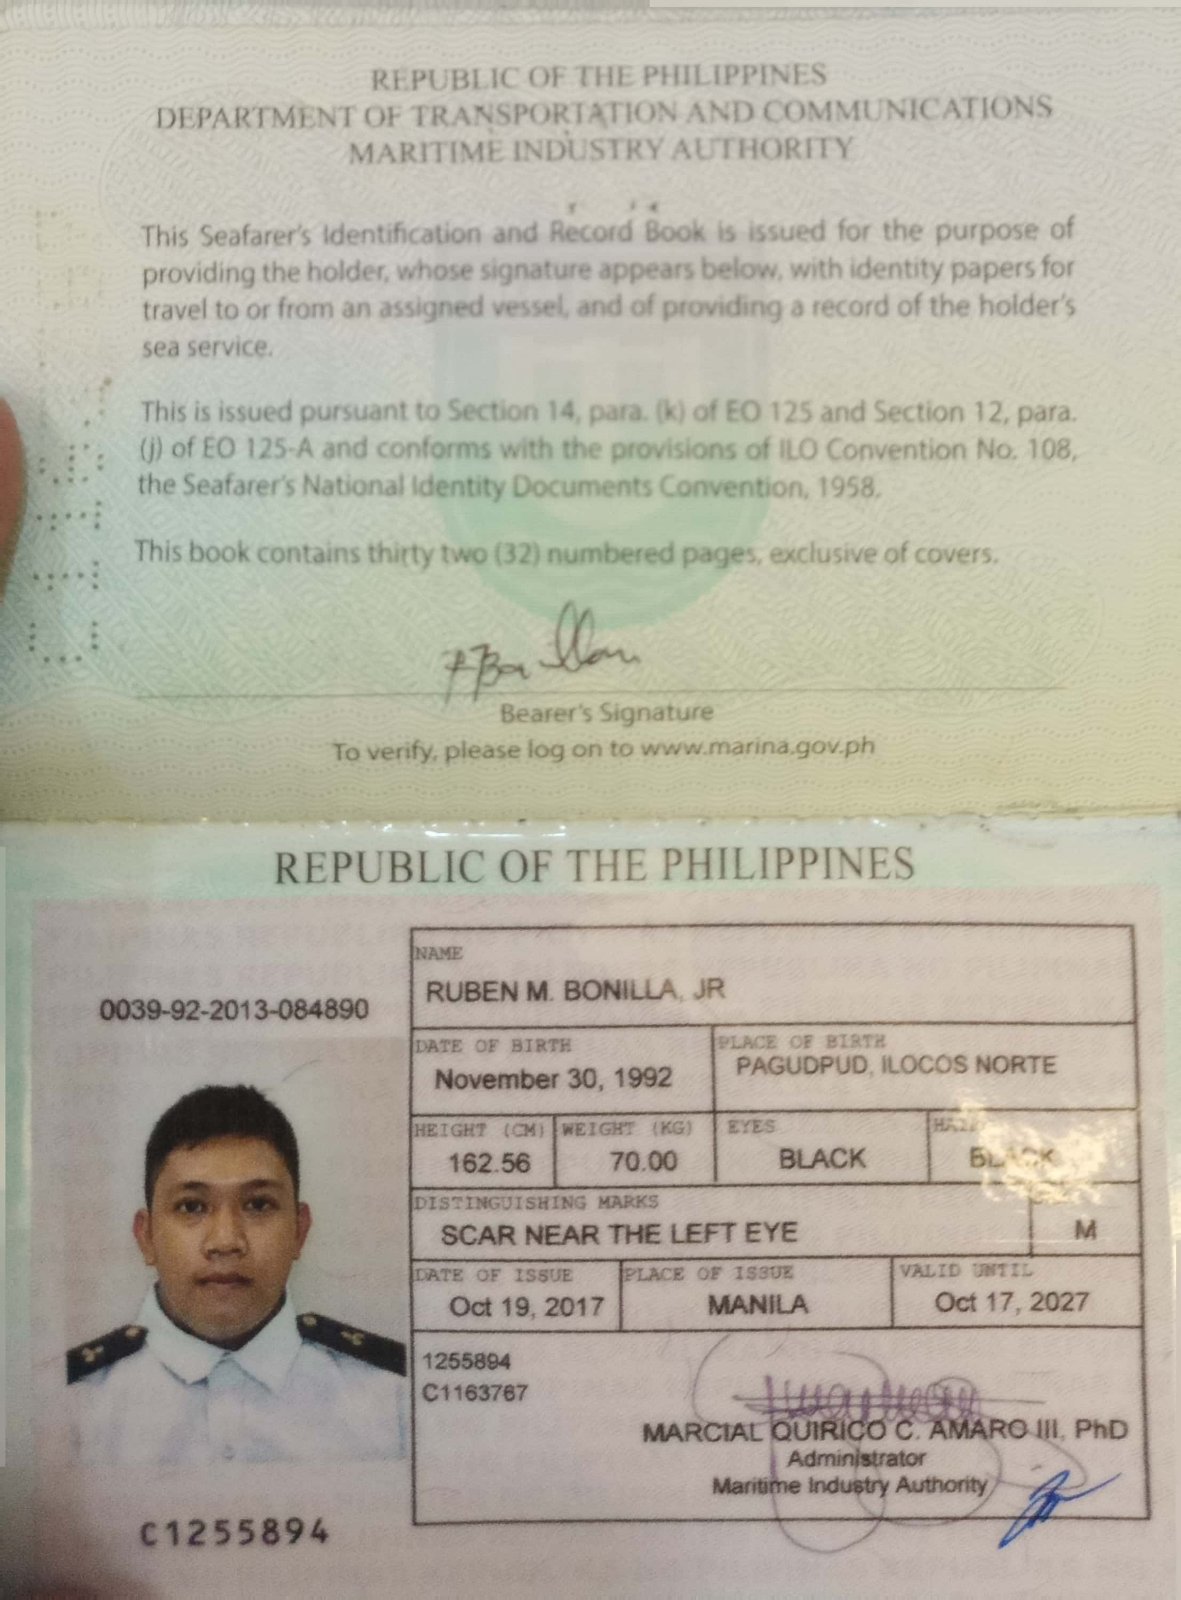 REPUBLIC OF THE PHILIPPINES
DEPARTMENT OF TRANSPORTATION AND COMMUNICATIONS
MARITIME INDUSTRY AUTHORITY
This Seafarer's Identification and Record Book is issued for the purpose of
providing the holder, whose signature appears below, with identity papers for
travel to or from an assigned vessel, and of providing a record of the holder's
sea service.
This is issued pursuant to Section 14, para. (k) of EO 125 and Section 12, para.
(j) of EO 125-A and conforms with the provisions of ILO Convention No. 108,
the Seafarer's National Identity Documents Convention, 1958.
This book contains thirty two (32) numbered pages, exclusive of covers.
Bearer's Signature
To verify, please log on to www.marina.gov.ph
REPUBLIC OF THE PHILIPPINES
0039-92-2013-084890
NAME
RUBEN M. BONILLA, JR
DATE OF BIRTH PLACE OF BIRTH
November 30, 1992 PAGUDPUD, ILOCOS NORTE
HEIGHT (CM) WEIGHT (KG) EYES
162.56 70.00 BLACK BLACK
DISTINGUISHING MARKS
SCAR NEAR THE LEFT EYE M
DATE OF ISSUE PLACE OF ISSUE VALID UNTIL
Oct 19, 2017 MANILA Oct 17, 2027
1255894
C1163767
MARCIAL QUIRICO C. AMARO III, PhD
Administrator
Maritime Industry Authority
C1255894